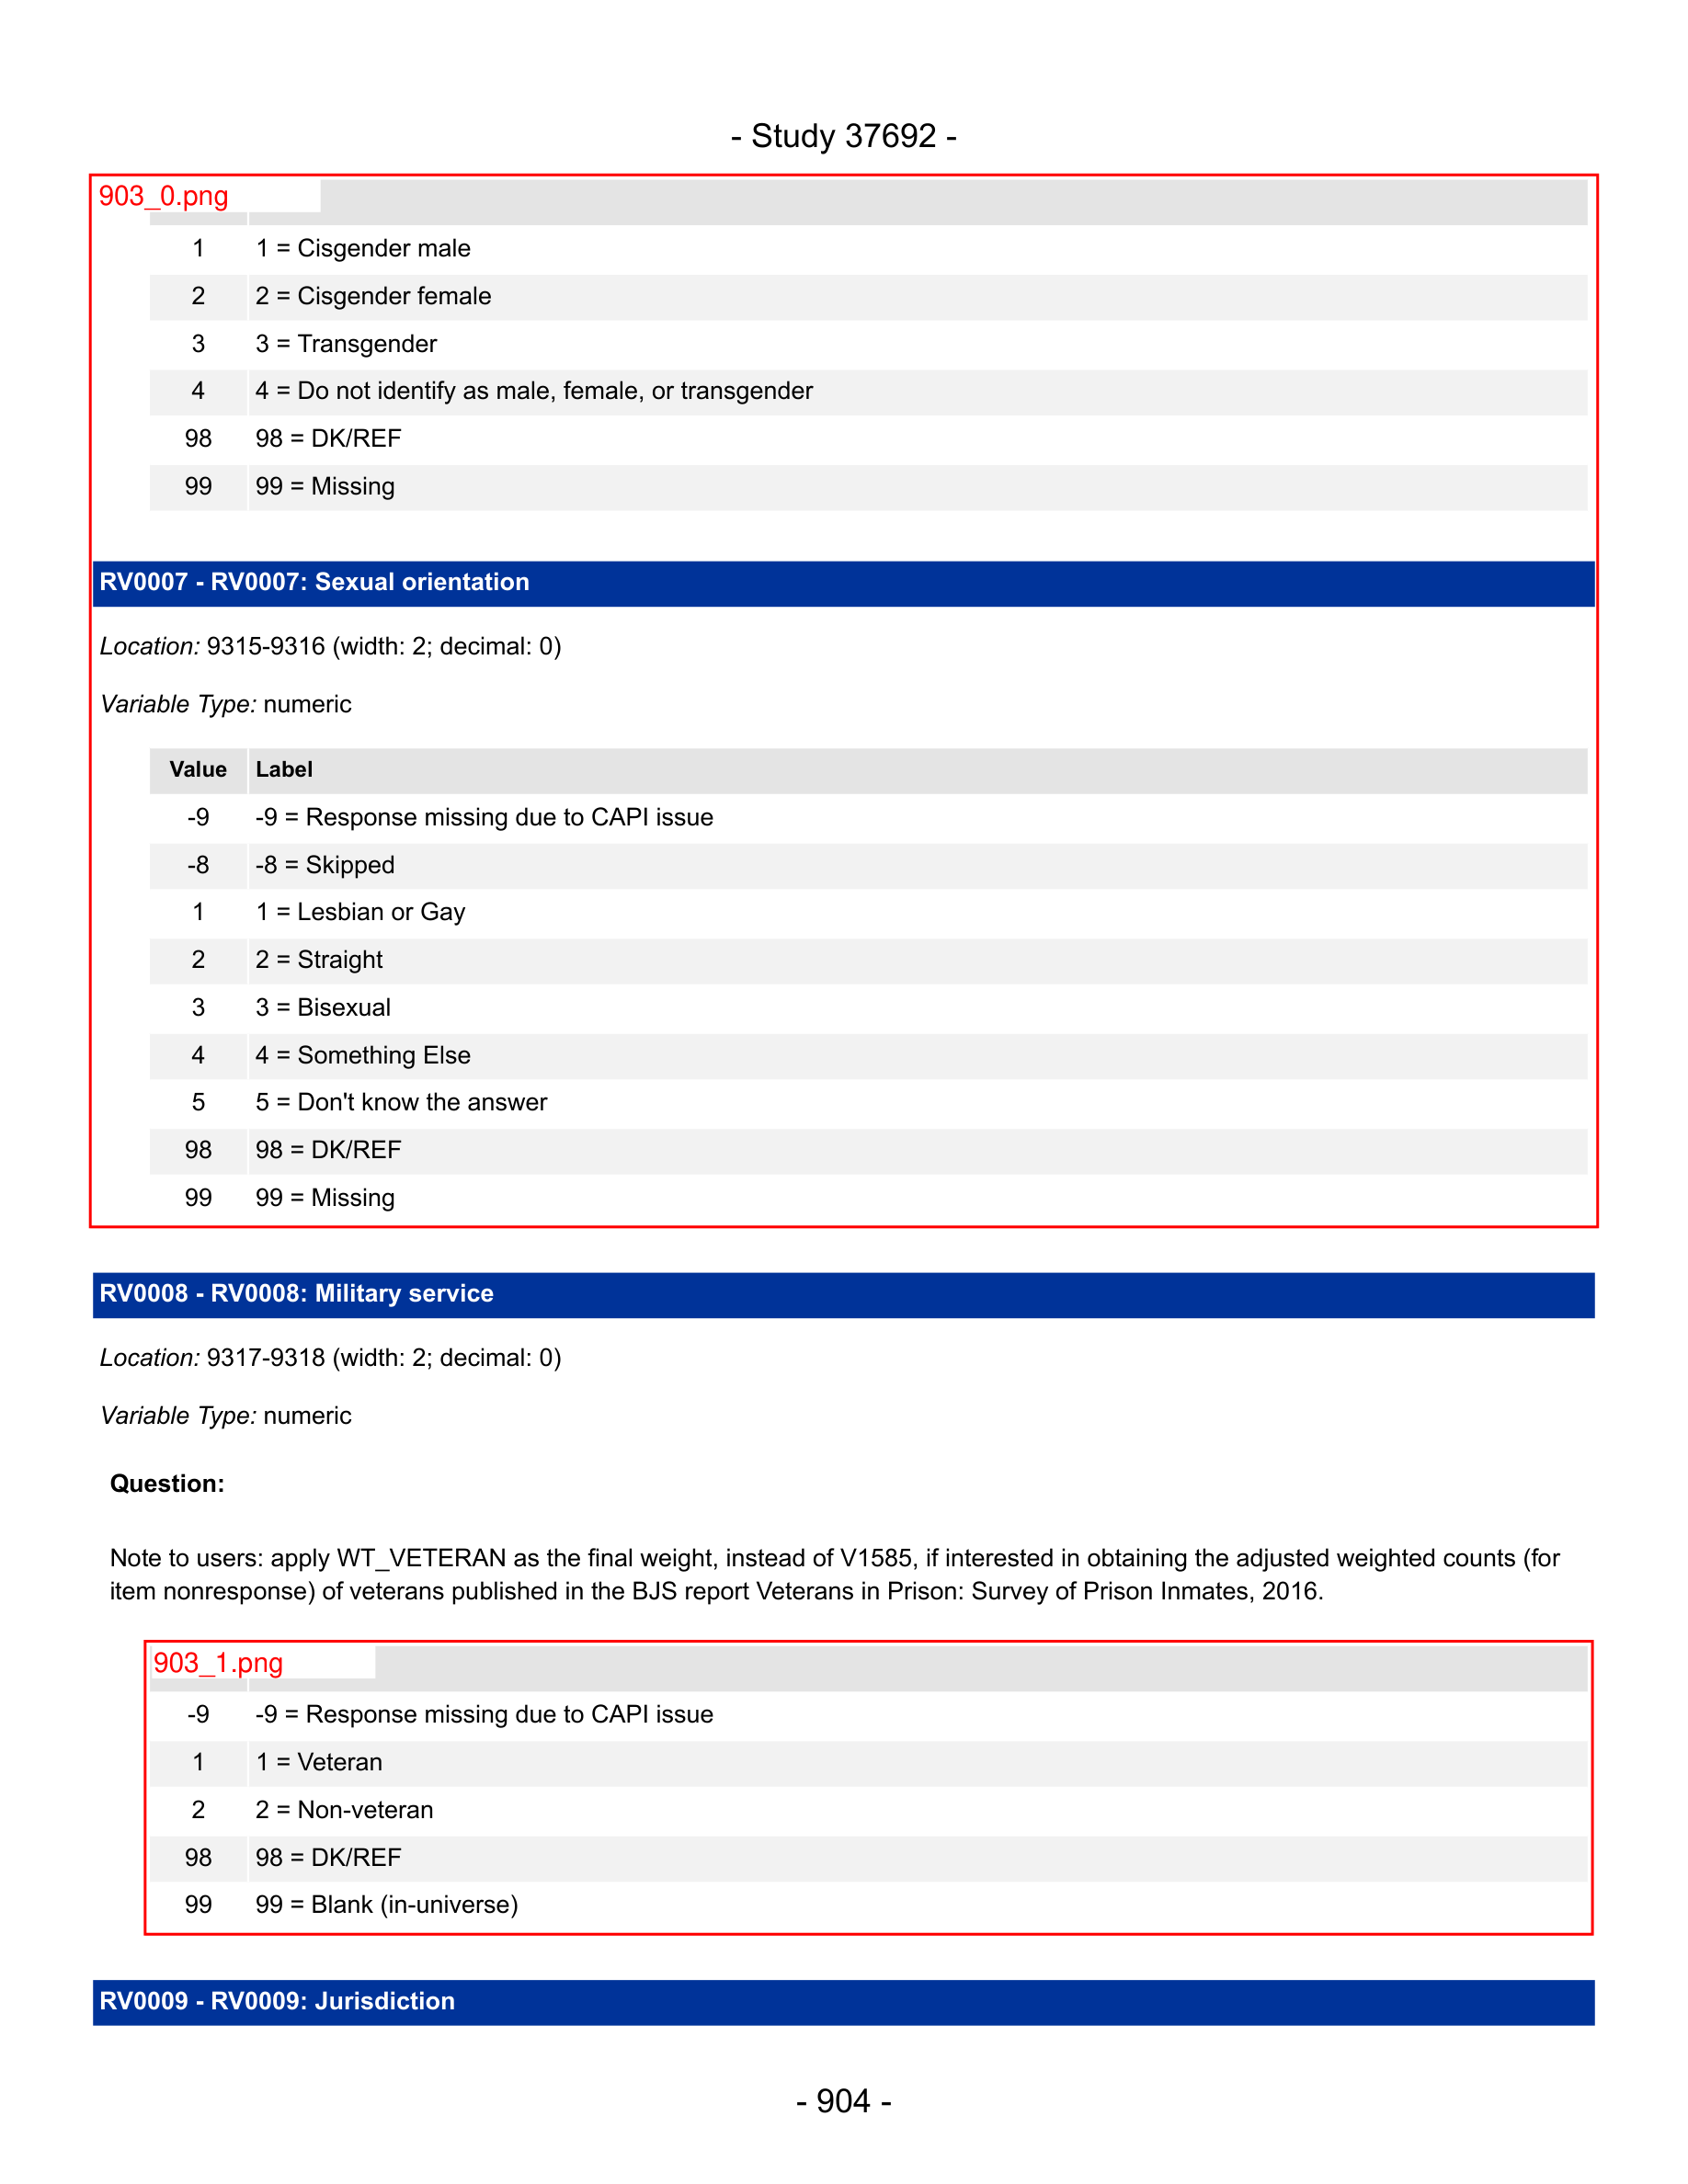 - Study 37692 -
903_0.png
1 1 = Cisgender male
2 2 = Cisgender female
3 3 = Transgender
4 4 = Do not identify as male, female, or transgender
98 98 = DK/REF
99 99 = Missing
RV0007 - RV0007: Sexual orientation
Location: 9315-9316 (width: 2; decimal: 0)
Variable Type: numeric
Value Label
-9 -9 = Response missing due to CAPI issue
-8 -8 = Skipped
1 1 = Lesbian or Gay
2 2 = Straight
3 3 = Bisexual
4 4 = Something Else
5 5 = Don't know the answer
98 98 = DK/REF
99 99 = Missing
RV0008 - RV0008: Military service
Location: 9317-9318 (width: 2; decimal: 0)
Variable Type: numeric
Question:
Note to users: apply WT_VETERAN as the final weight, instead of V1585, if interested in obtaining the adjusted weighted counts (for
item nonresponse) of veterans published in the BJS report Veterans in Prison: Survey of Prison Inmates, 2016.
903_1.png
-9 -9 = Response missing due to CAPI issue
1 1 = Veteran
2 2 = Non-veteran
98 98 = DK/REF
99 99 = Blank (in-universe)
RV0009 - RV0009: Jurisdiction
- 904 -